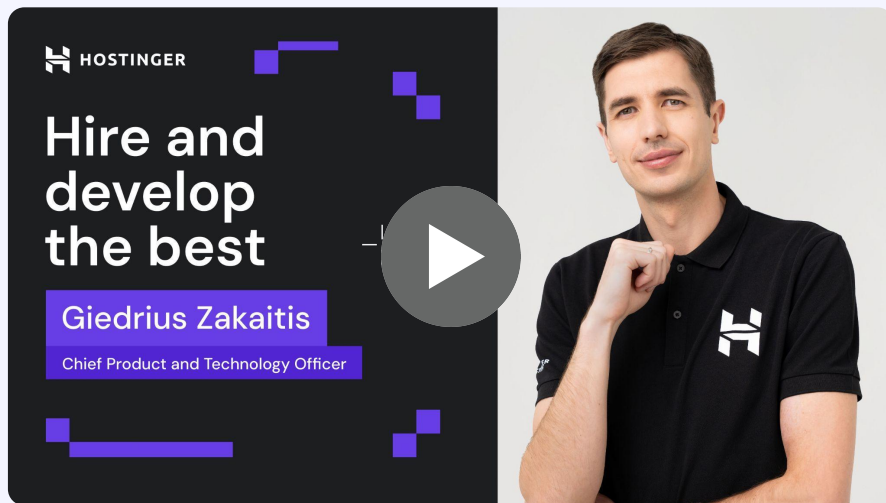 HOSTINGER
Hire and
develop
the best
Giedrius Zakaitis
Chief Product and Technology Officer